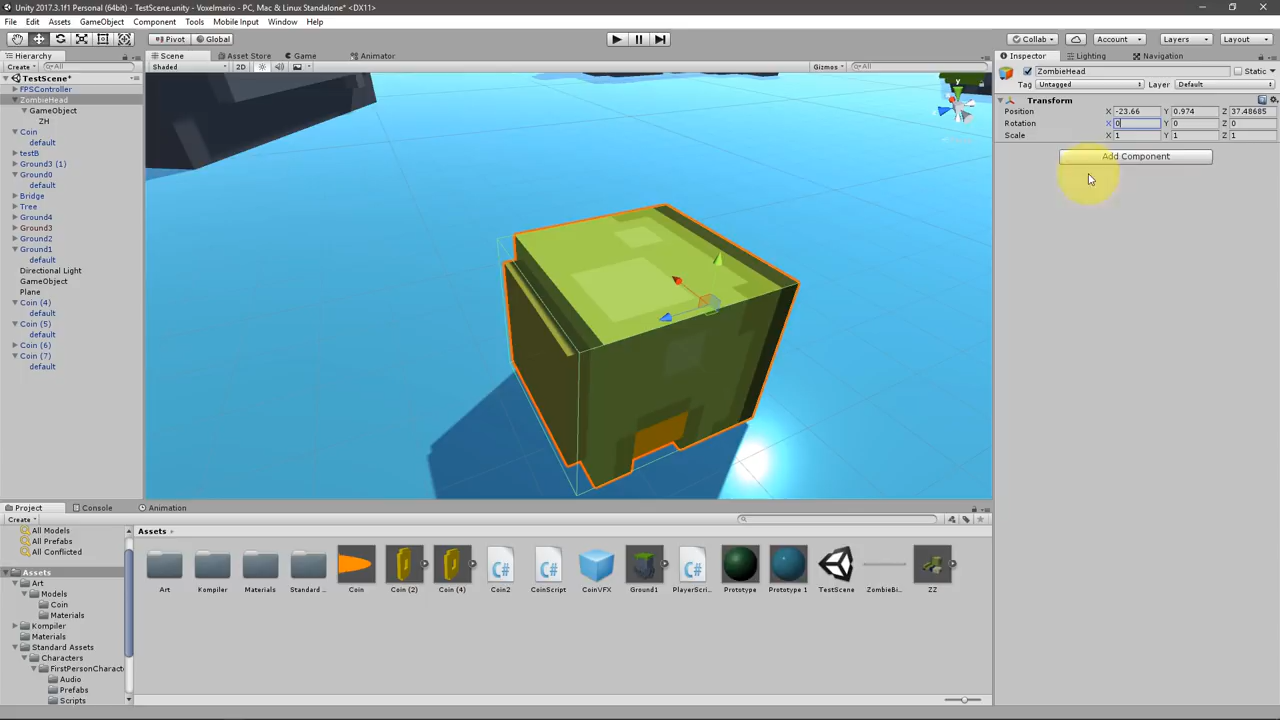 Unity 2017.3.1f1 Personal (64bit) - TestScene.unity - Voxelmario - PC, Mac & Linux Standalone* <DX11>
File Edit Assets GameObject Component Tools Mobile Input Window Help
Pivot Global Collab Account Layers Layout
Hierarchy Scene Asset Store Game Animator Inspector Lighting Navigation
Create All Shaded 2D Gizmos All
TestScene*
FPSController
ZombieHead
GameObject
ZH
Coin
default
testB
Ground3 (1)
Ground0
default
Bridge
Tree
Ground4
Ground3
Ground2
Ground1
default
Directional Light
GameObject
Plane
Coin (4)
default
Coin (5)
default
Coin (6)
Coin (7)
default
y
ZombieHead Static
Tag Untagged Layer Default
Transform
Position X -23.66 Y 0.974 Z 37.48685
Rotation X 0 Y 0 Z 0
Scale X 1 Y 1 Z 1
Add Component
Project Console Animation
Create
All Models
All Prefabs
All Conflicted
Assets
Art
Models
Coin
Materials
Kompiler
Materials
Standard Assets
Characters
FirstPersonCharact
Audio
Prefabs
Scripts
Assets
Art Kompiler Materials Standard ... Coin Coin (2) Coin (4) Coin2 CoinScript CoinVFX Ground1 PlayerScri... Prototype Prototype 1 TestScene ZombieBi... ZZ
C# C# C#